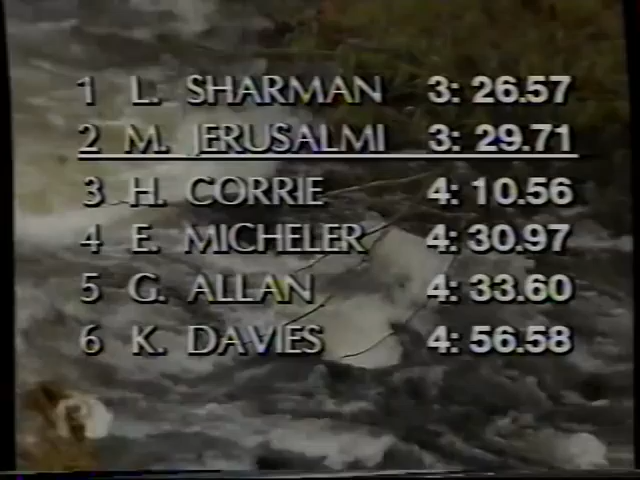 1 L. SHARMAN 3: 26.57
2 M. JERUSALMI 3: 29.71
3 H. CORRIE 4: 10.56
4 E. MICHELER 4: 30.97
5 G. ALLAN 4: 33.60
6 K. DAVIES 4: 56.58